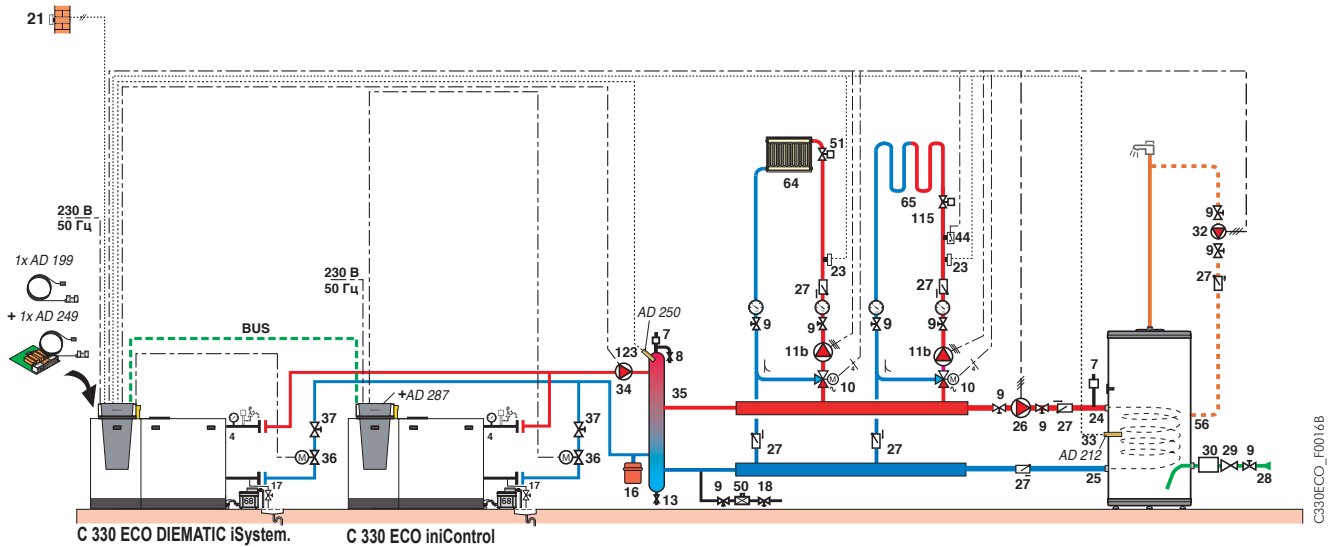 21
230 В
50 Гц
1x AD 199
+ 1x AD 249
BUS
230 В
50 Гц
+AD 287
4
37
M
36
17
68
4
37
M
36
17
68
C 330 ECO DIEMATIC iSystem.
C 330 ECO iniControl
123
34
AD 250
7
8
35
16
13
9
50
18
64
51
23
27
9
9
11b
M
10
27
65
115
44
23
27
9
9
11b
M
10
27
9
26
9
27
7
24
33
AD 212
25
27
56
9
32
9
27
30
29
9
28
C330ECO_F0016B